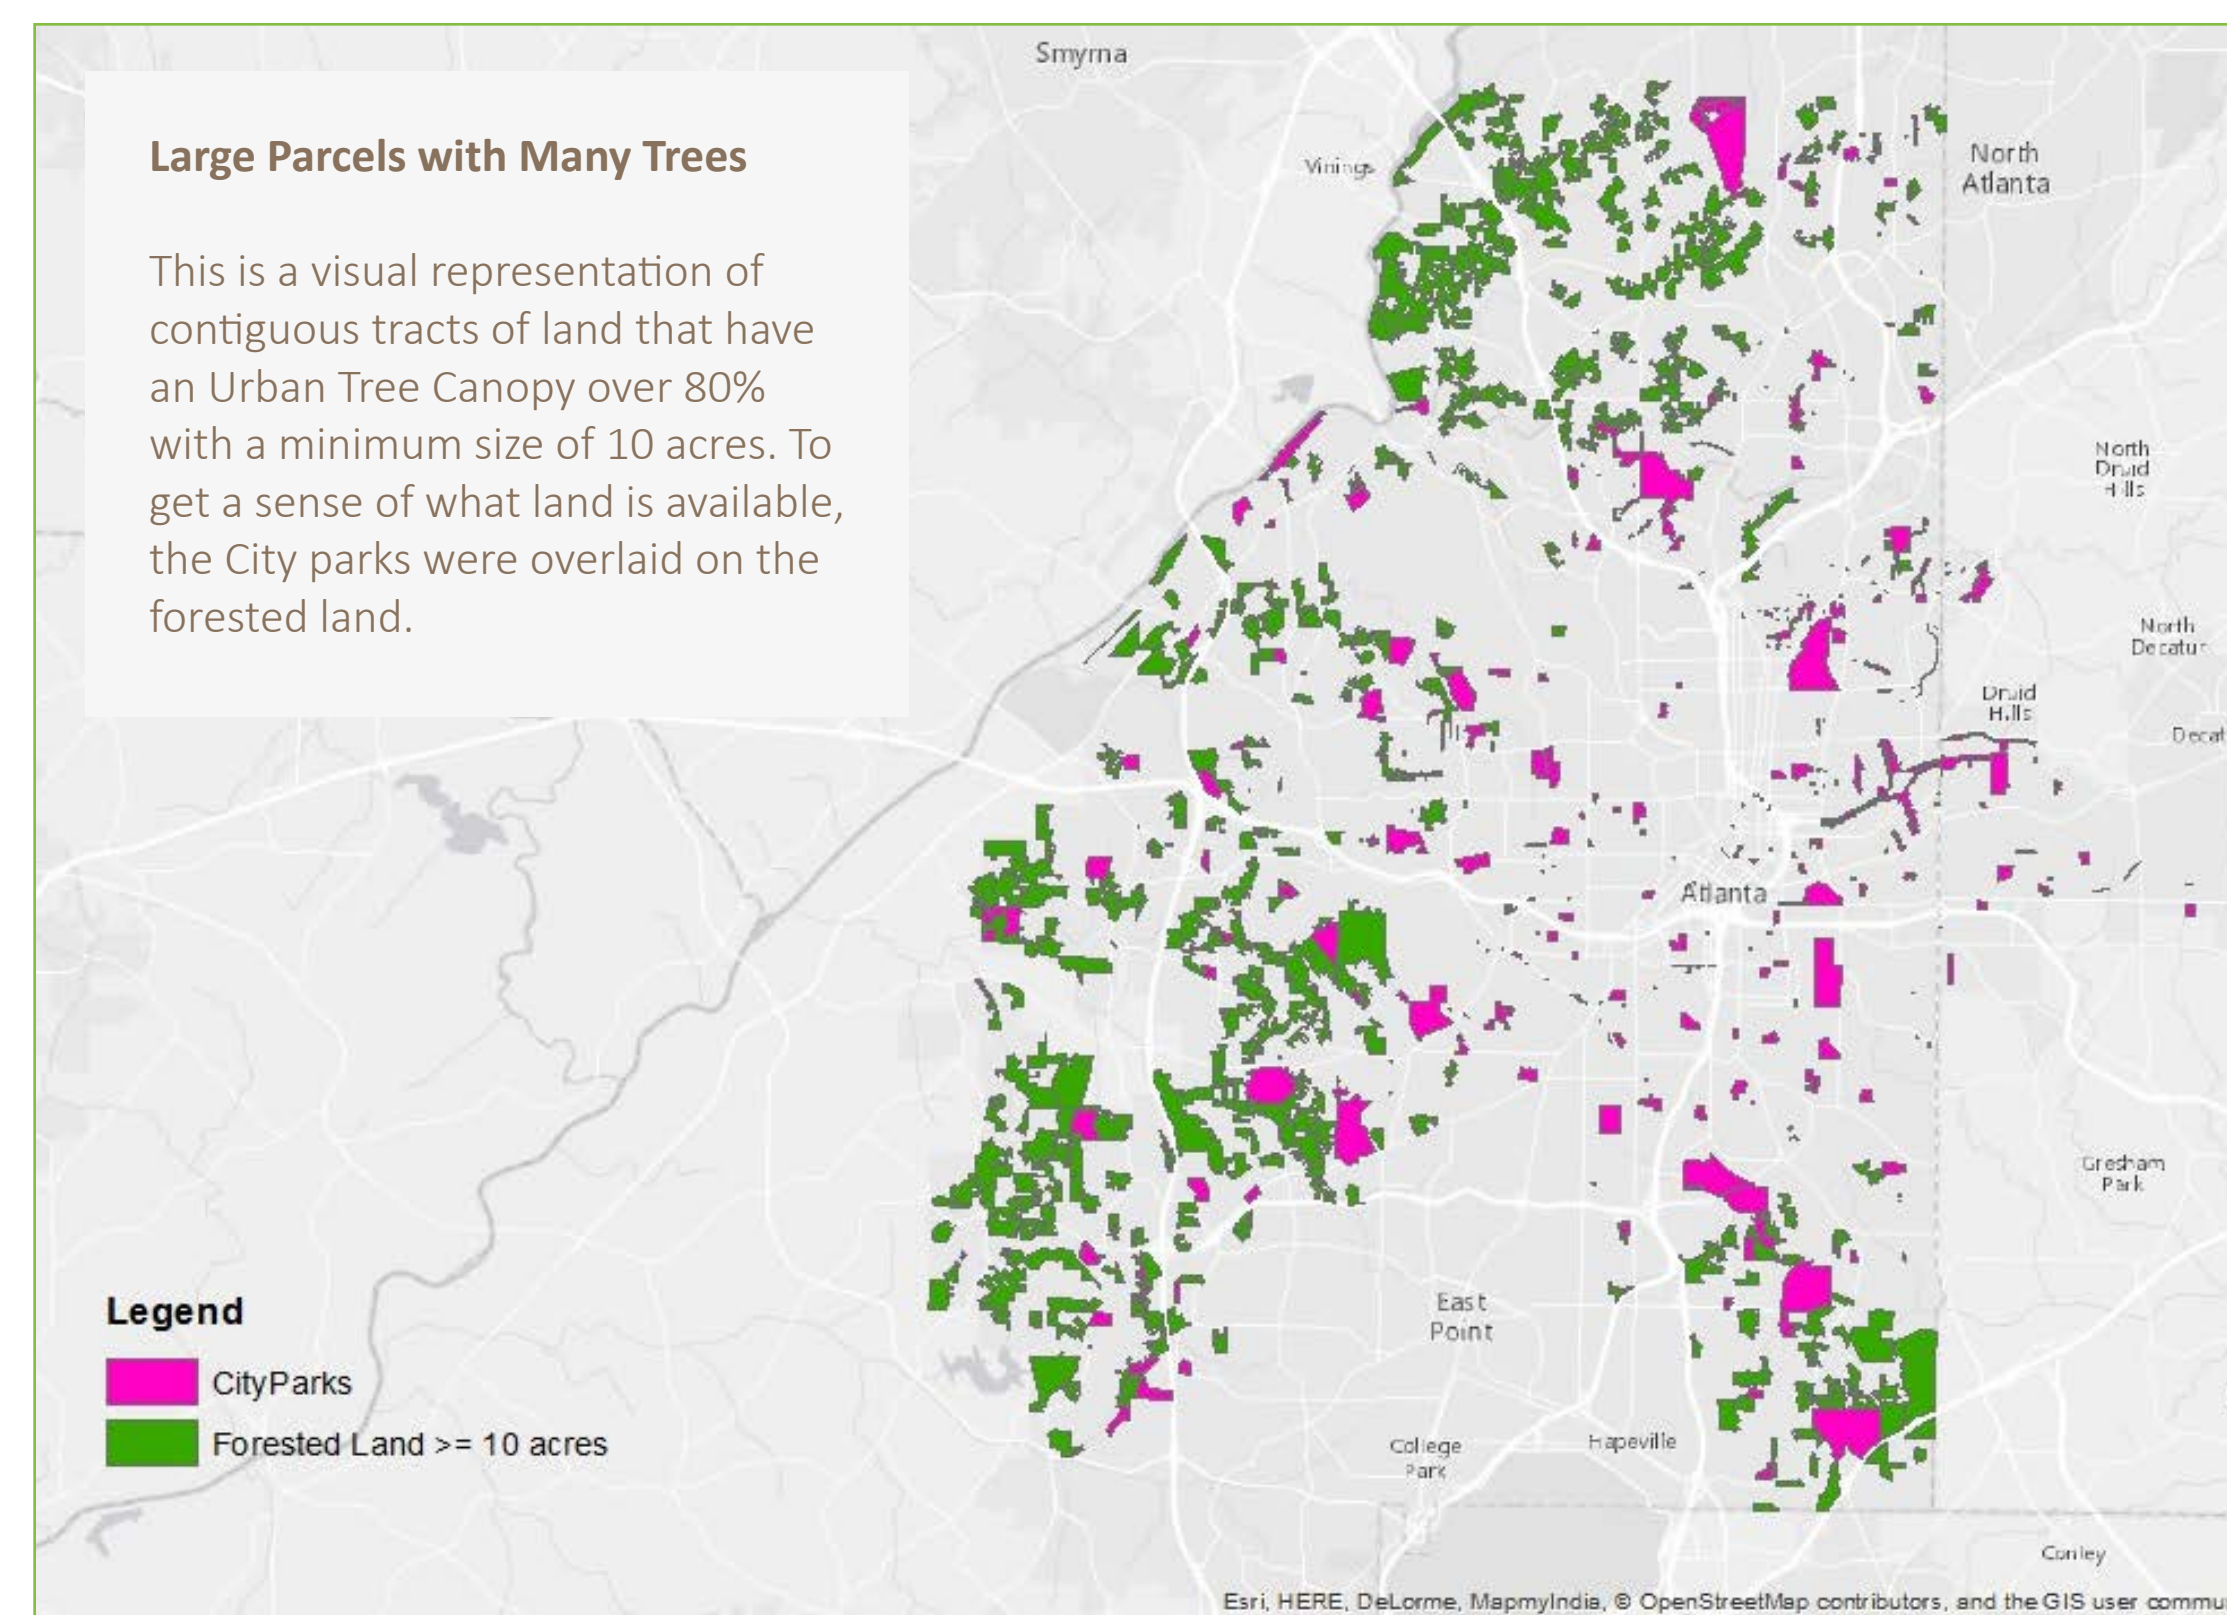 Smyrna
Large Parcels with Many Trees
This is a visual representation of
contiguous tracts of land that have
an Urban Tree Canopy over 80%
with a minimum size of 10 acres. To
get a sense of what land is available,
the City parks were overlaid on the
forested land.
Vinings
North
Atlanta
North
Druid
Hills
North
Decatur
Druid
Hills
Decat
Atlanta
Gresham
Park
East
Point
College
Park
Hapeville
Conley
Legend
CityParks
Forested Land >= 10 acres
Esri, HERE, DeLorme, MapmyIndia, © OpenStreetMap contributors, and the GIS user commu